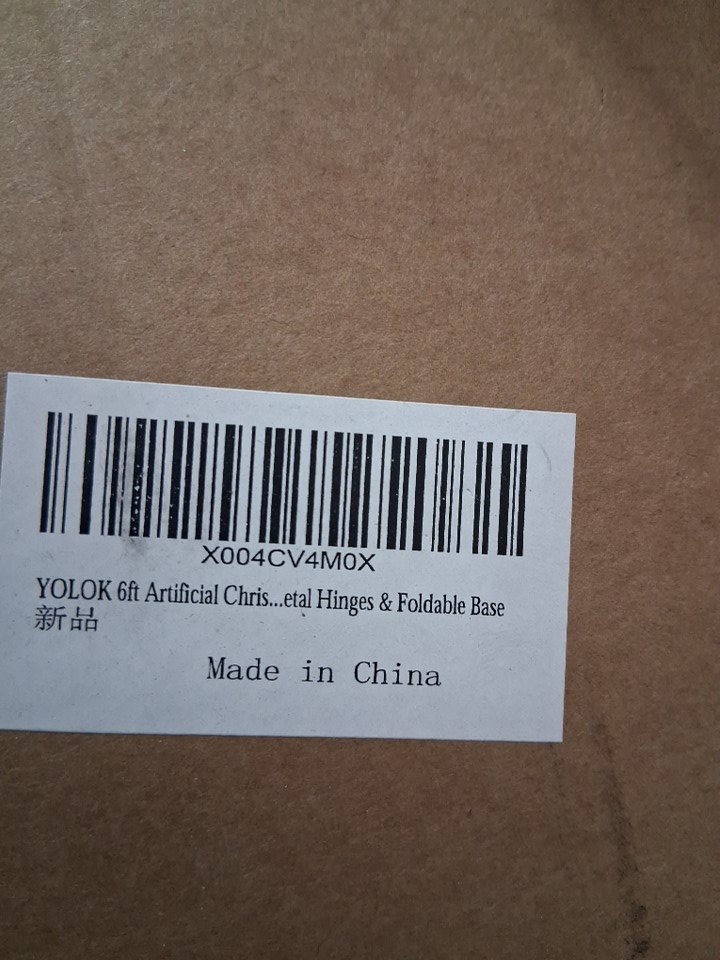 X004CV4M0X
YOLOK 6ft Artificial Chris...etal Hinges & Foldable Base
新品
Made in China